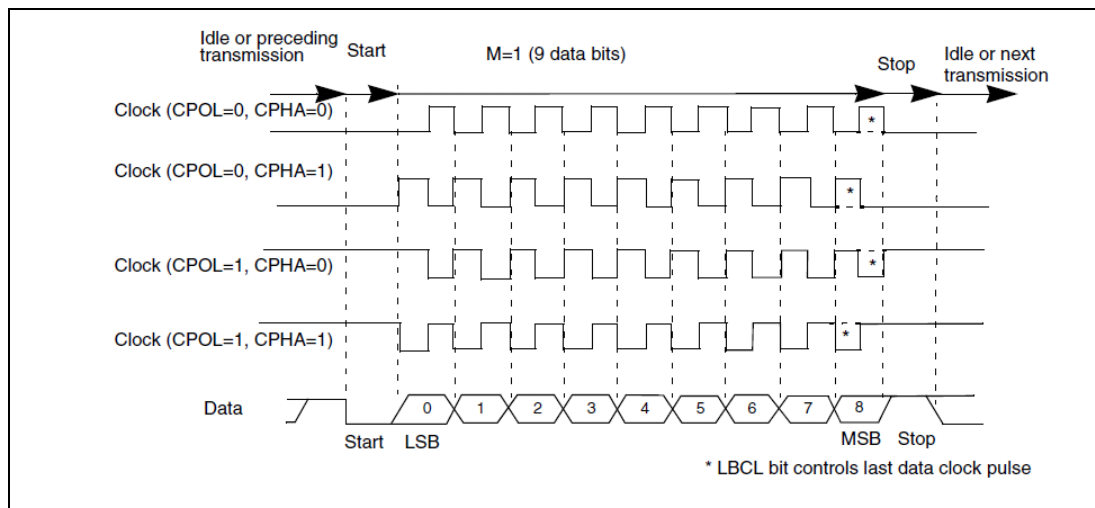 Idle or preceding
transmission
Start
M=1 (9 data bits)
Stop
Idle or next
transmission
Clock (CPOL=0, CPHA=0)
*
Clock (CPOL=0, CPHA=1)
*
Clock (CPOL=1, CPHA=0)
*
Clock (CPOL=1, CPHA=1)
*
Data
0 1 2 3 4 5 6 7 8
Start LSB MSB Stop
* LBCL bit controls last data clock pulse